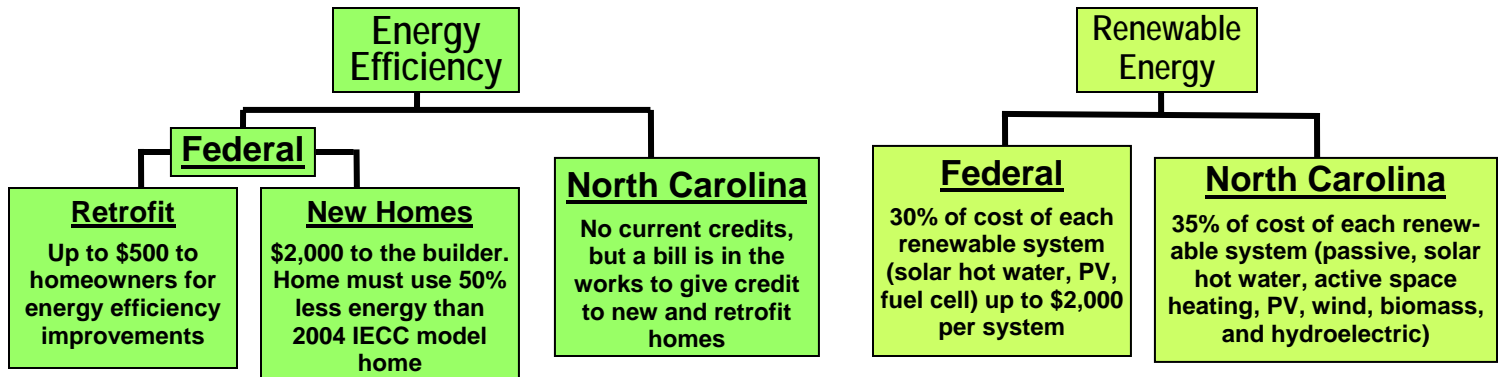 Energy
Efficiency
Federal
Retrofit
Up to $500 to
homeowners for
energy efficiency
improvements
New Homes
$2,000 to the builder.
Home must use 50%
less energy than
2004 IECC model
home
North Carolina
No current credits,
but a bill is in the
works to give credit
to new and retrofit
homes
Renewable
Energy
Federal
30% of cost of each
renewable system
(solar hot water, PV,
fuel cell) up to $2,000
per system
North Carolina
35% of cost of each renew-
able system (passive, solar
hot water, active space
heating, PV, wind, biomass,
and hydroelectric)